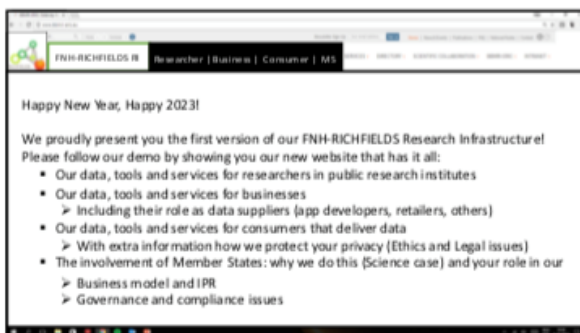 FNH-RICHFIELDS RI Researcher | Business | Consumer | MS
Happy New Year, Happy 2023!
We proudly present you the first version of our FNH-RICHFIELDS Research Infrastructure!
Please follow our demo by showing you our new website that has it all:
▪ Our data, tools and services for researchers in public research institutes
▪ Our data, tools and services for businesses
➢ Including their role as data suppliers (app developers, retailers, others)
▪ Our data, tools and services for consumers that deliver data
➢ With extra information how we protect your privacy (Ethics and Legal issues)
▪ The involvement of Member States: why we do this (Science case) and your role in our
➢ Business model and IPR
➢ Governance and compliance issues